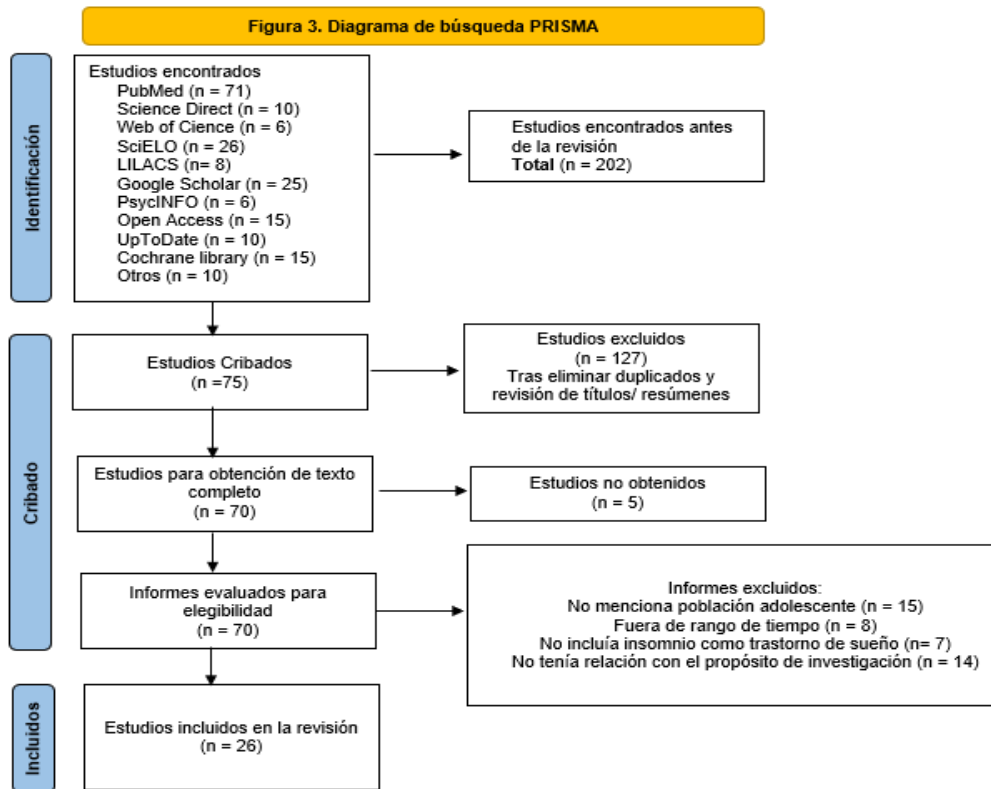 Figura 3. Diagrama de búsqueda PRISMA
Identificación
Estudios encontrados
PubMed (n = 71)
Science Direct (n = 10)
Web of Cience (n = 6)
SciELO (n = 26)
LILACS (n= 8)
Google Scholar (n = 25)
PsycINFO (n = 6)
Open Access (n = 15)
UpToDate (n = 10)
Cochrane library (n = 15)
Otros (n = 10)
Estudios encontrados antes
de la revisión
Total (n = 202)
Cribado
Estudios Cribados
(n =75)
Estudios excluidos
(n = 127)
Tras eliminar duplicados y
revisión de títulos/ resúmenes
Estudios para obtención de texto
completo
(n = 70)
Estudios no obtenidos
(n = 5)
Informes evaluados para
elegibilidad
(n = 70)
Informes excluidos:
No menciona población adolescente (n = 15)
Fuera de rango de tiempo (n = 8)
No incluía insomnio como trastorno de sueño (n= 7)
No tenía relación con el propósito de investigación (n = 14)
Incluidos
Estudios incluidos en la revisión
(n = 26)